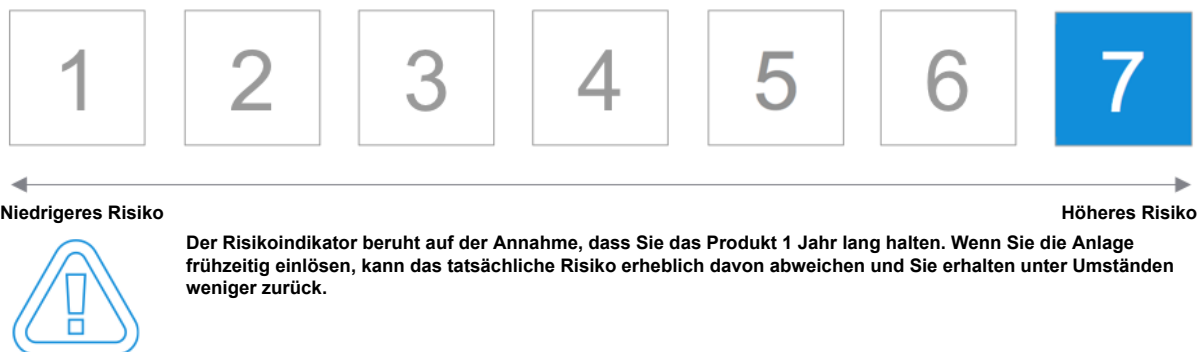 1 2 3 4 5 6 7
Niedrigeres Risiko Höheres Risiko
Der Risikoindikator beruht auf der Annahme, dass Sie das Produkt 1 Jahr lang halten. Wenn Sie die Anlage
frühzeitig einlösen, kann das tatsächliche Risiko erheblich davon abweichen und Sie erhalten unter Umständen
weniger zurück.